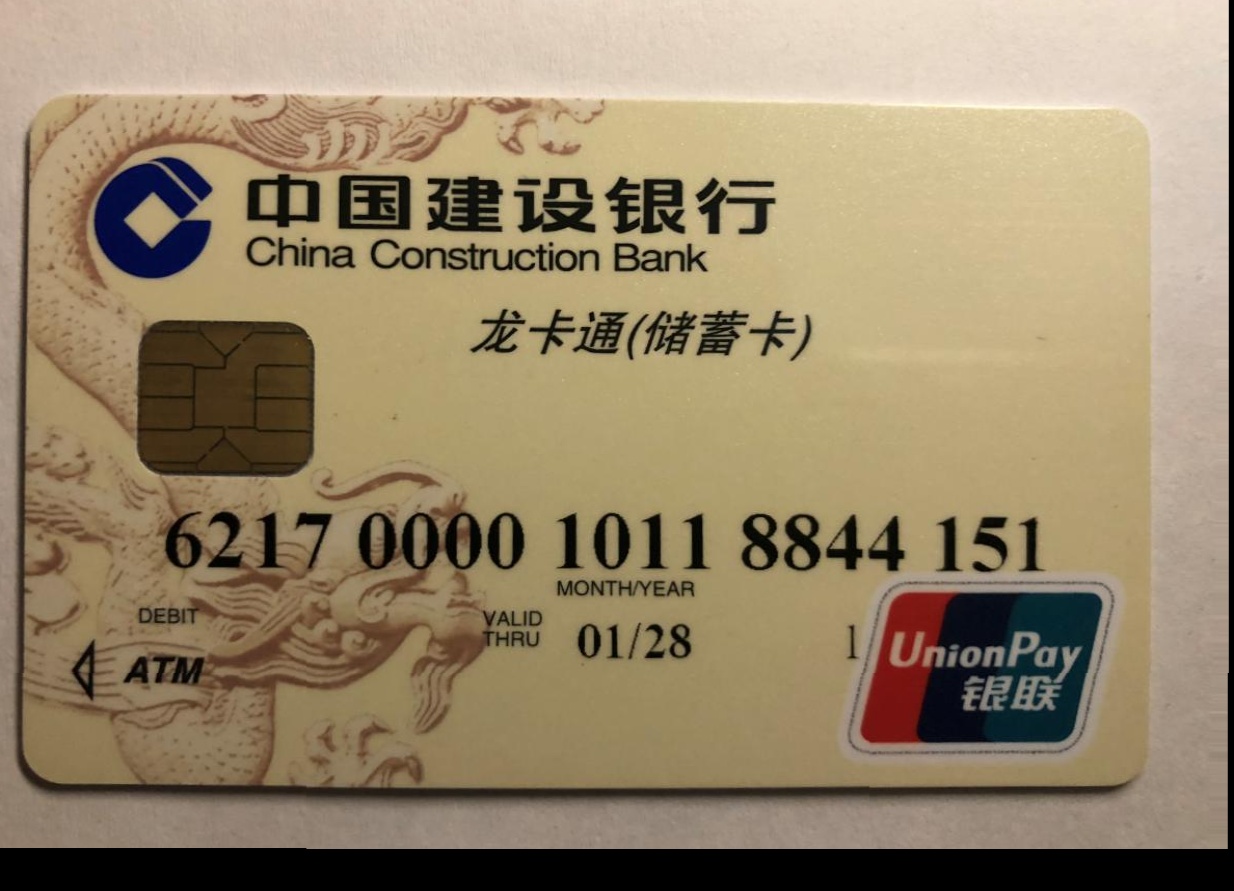 中国建设银行
China Construction Bank
龙卡通(储蓄卡)
6217 0000 1011 8844 151
MONTH/YEAR
DEBIT
VALID
THRU
01/28
1
ATM
UnionPay
银联